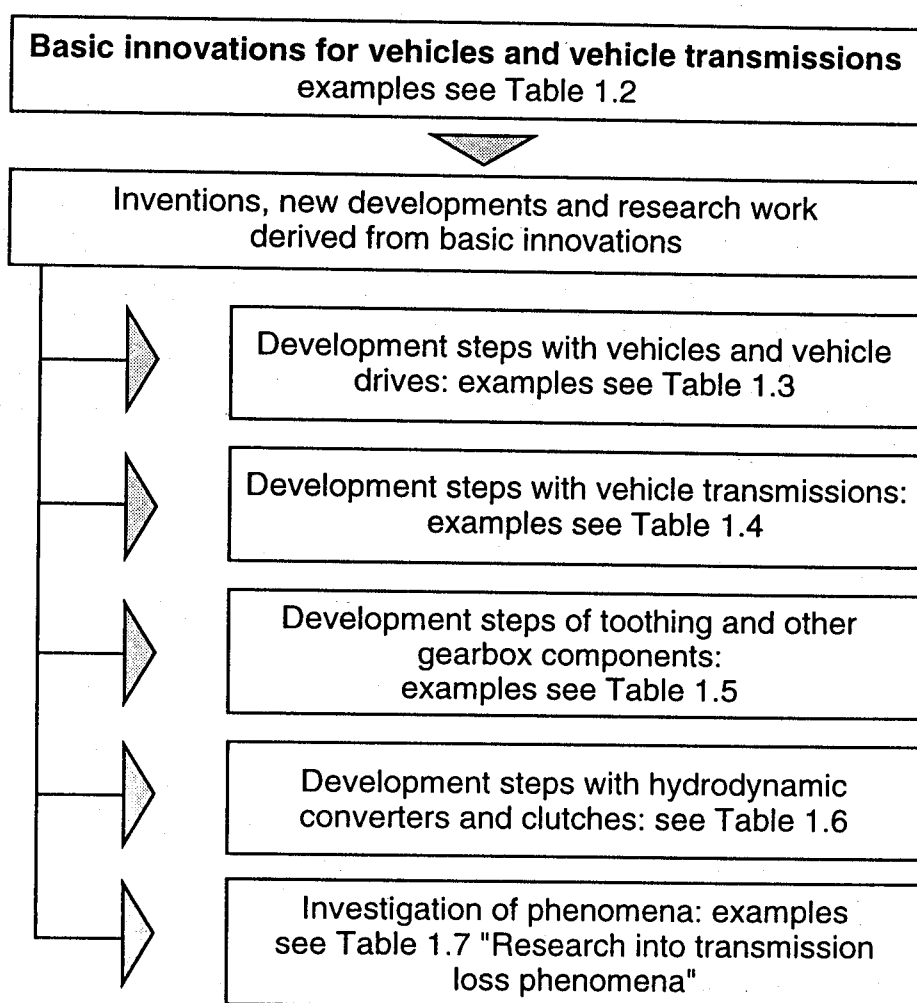 Basic innovations for vehicles and vehicle transmissions
examples see Table 1.2
Inventions, new developments and research work
derived from basic innovations
Development steps with vehicles and vehicle
drives: examples see Table 1.3
Development steps with vehicle transmissions:
examples see Table 1.4
Development steps of toothing and other
gearbox components:
examples see Table 1.5
Development steps with hydrodynamic
converters and clutches: see Table 1.6
Investigation of phenomena: examples
see Table 1.7 "Research into transmission
loss phenomena"